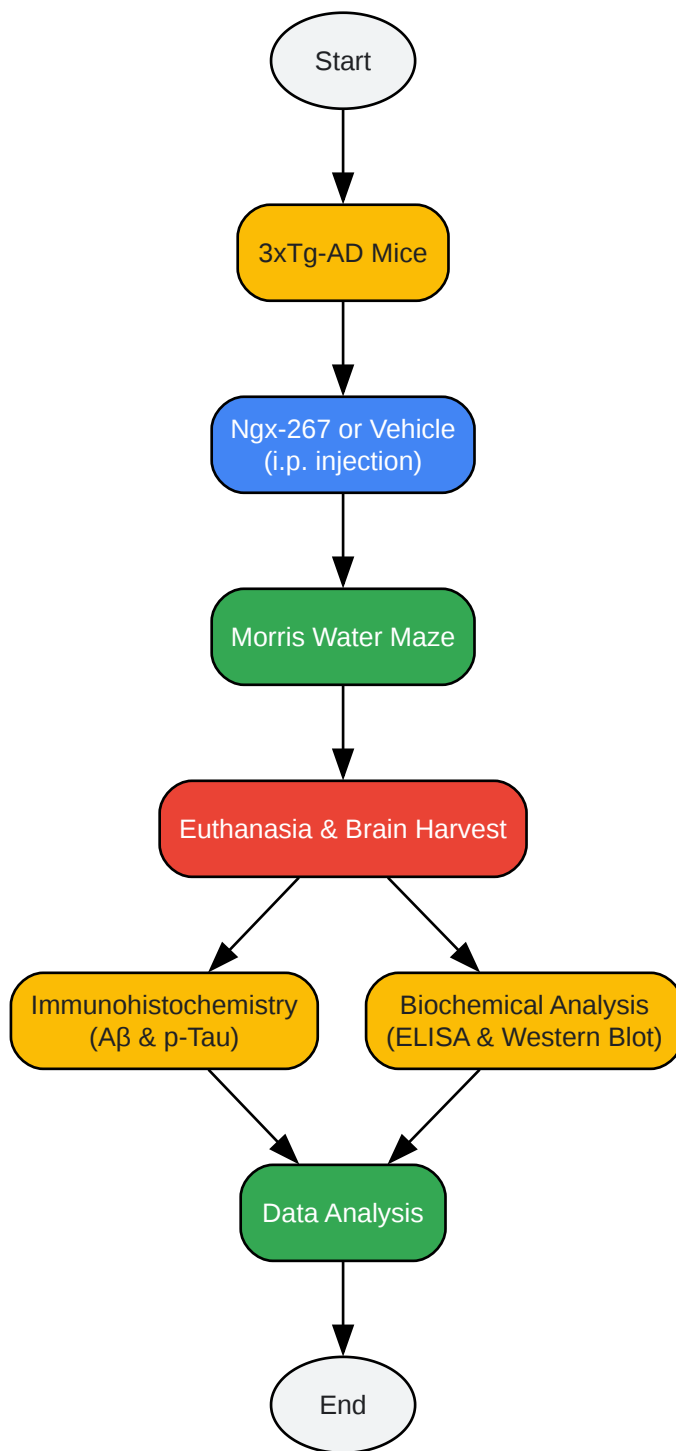 Start
3xTg-AD Mice
Ngx-267 or Vehicle
(i.p. injection)
Morris Water Maze
Euthanasia & Brain Harvest
Immunohistochemistry
(Aβ & p-Tau)
Biochemical Analysis
(ELISA & Western Blot)
Data Analysis
End